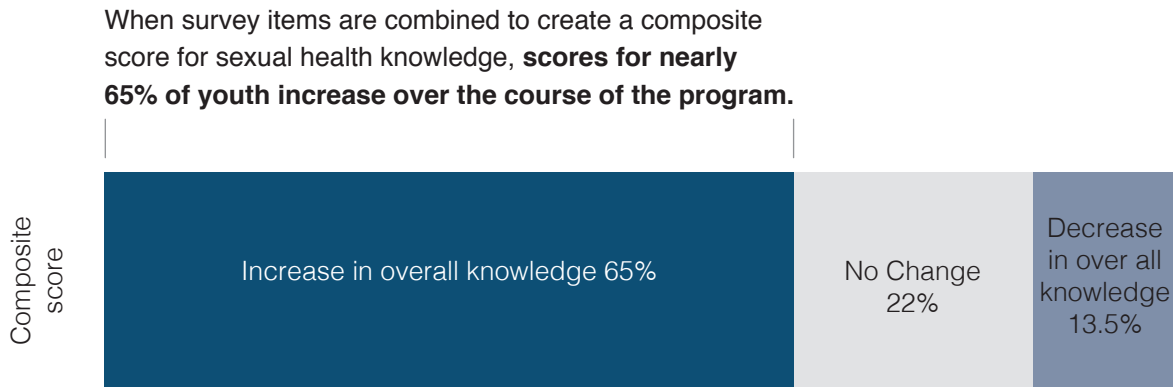 When survey items are combined to create a composite
score for sexual health knowledge, scores for nearly
65% of youth increase over the course of the program.
Composite
score
Increase in overall knowledge 65%
No Change
22%
Decrease
in over all
knowledge
13.5%